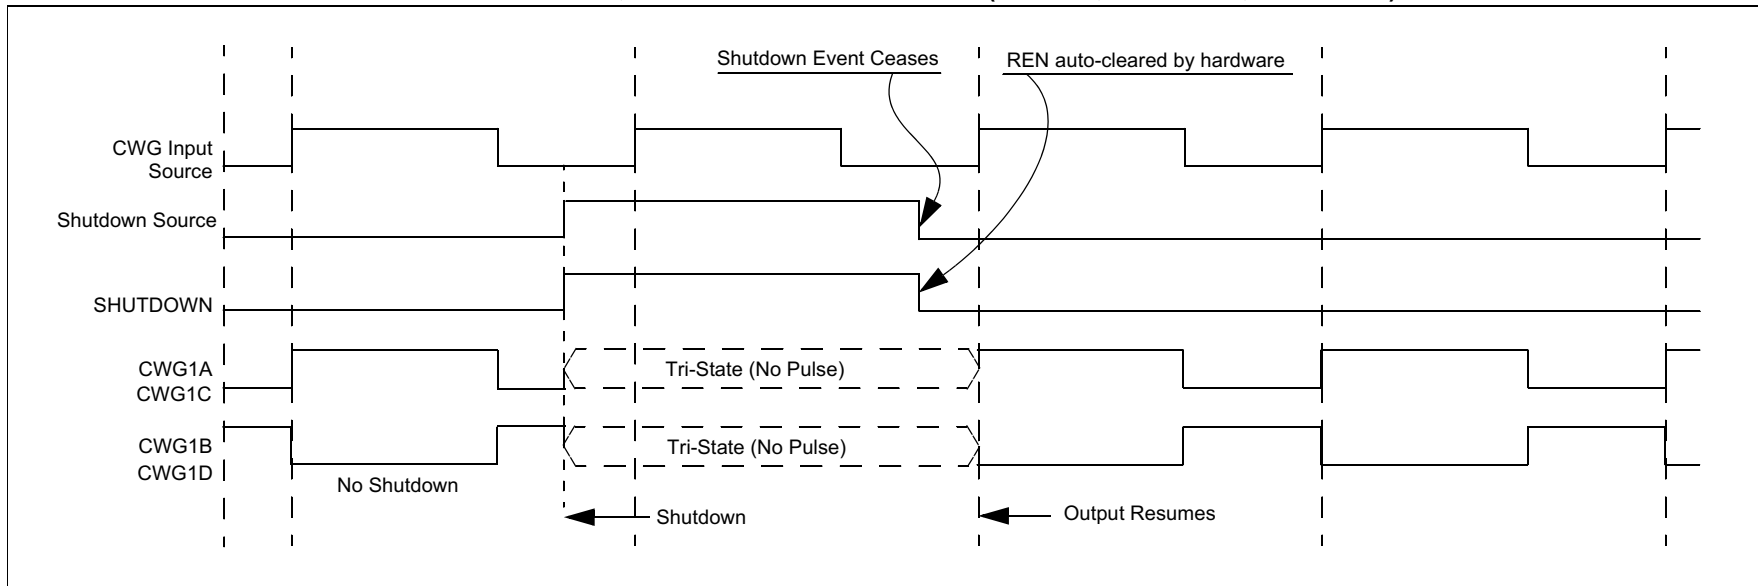 Shutdown Event Ceases
REN auto-cleared by hardware
CWG Input
Source
Shutdown Source
SHUTDOWN
CWG1A
CWG1C
Tri-State (No Pulse)
CWG1B
CWG1D
Tri-State (No Pulse)
No Shutdown
Shutdown
Output Resumes